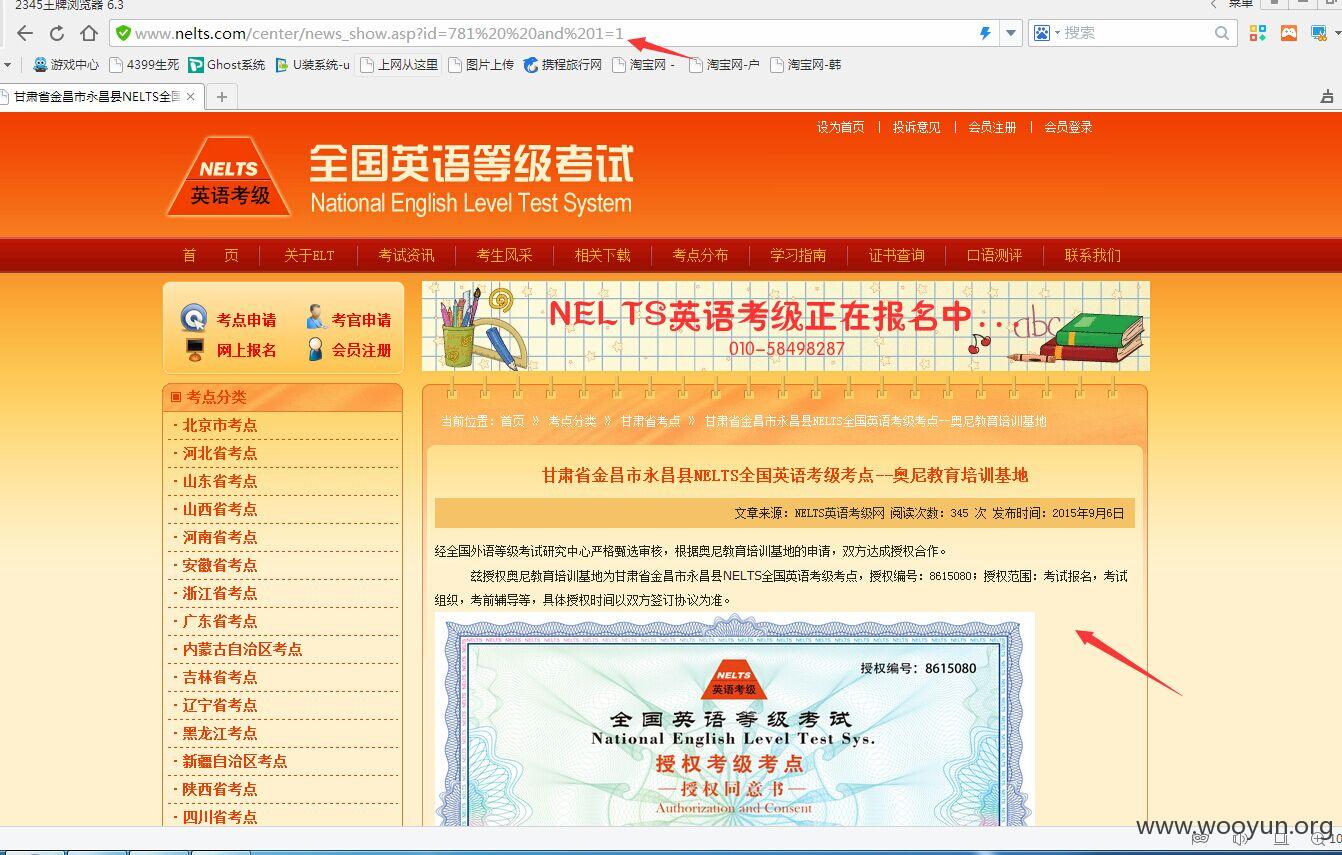 2345王牌浏览器 6.3
菜单
www.nelts.com/center/news_show.asp?id=781%20%20and%201=1
搜索
游戏中心 4399生死 Ghost系统 U装系统-u 上网从这里 图片上传 携程旅行网 淘宝网 - 淘宝网-户 淘宝网-韩
甘肃省金昌市永昌县NELTS全国
设为首页 | 投诉意见 | 会员注册 | 会员登录
NELTS
英语考级
全国英语等级考试
National English Level Test System
首 页 关于ELT 考试资讯 考生风采 相关下载 考点分布 学习指南 证书查询 口语测评 联系我们
考点申请 考官申请
网上报名 会员注册
NELTS英语考级正在报名中...
010-58498287
abc
考点分类
·北京市考点
·河北省考点
·山东省考点
·山西省考点
·河南省考点
·安徽省考点
·浙江省考点
·广东省考点
·内蒙古自治区考点
·吉林省考点
·辽宁省考点
·黑龙江考点
·新疆自治区考点
·陕西省考点
·四川省考点
当前位置：首页 》 考点分类 》 甘肃省考点 》 甘肃省金昌市永昌县NELTS全国英语考级考点--奥尼教育培训基地
甘肃省金昌市永昌县NELTS全国英语考级考点--奥尼教育培训基地
文章来源：NELTS英语考级网 阅读次数：345 次 发布时间：2015年9月6日
经全国外语等级考试研究中心严格甄选审核，根据奥尼教育培训基地的申请，双方达成授权合作。
兹授权奥尼教育培训基地为甘肃省金昌市永昌县NELTS全国英语考级考点，授权编号：8615080；授权范围：考试报名，考试
组织，考前辅导等，具体授权时间以双方签订协议为准。
授权编号：8615080
NELTS
英语考级
全国英语等级考试
National English Level Test Sys.
授权考级考点
—授权同意书—
Authorization and Consent
www.wooyun.org
10